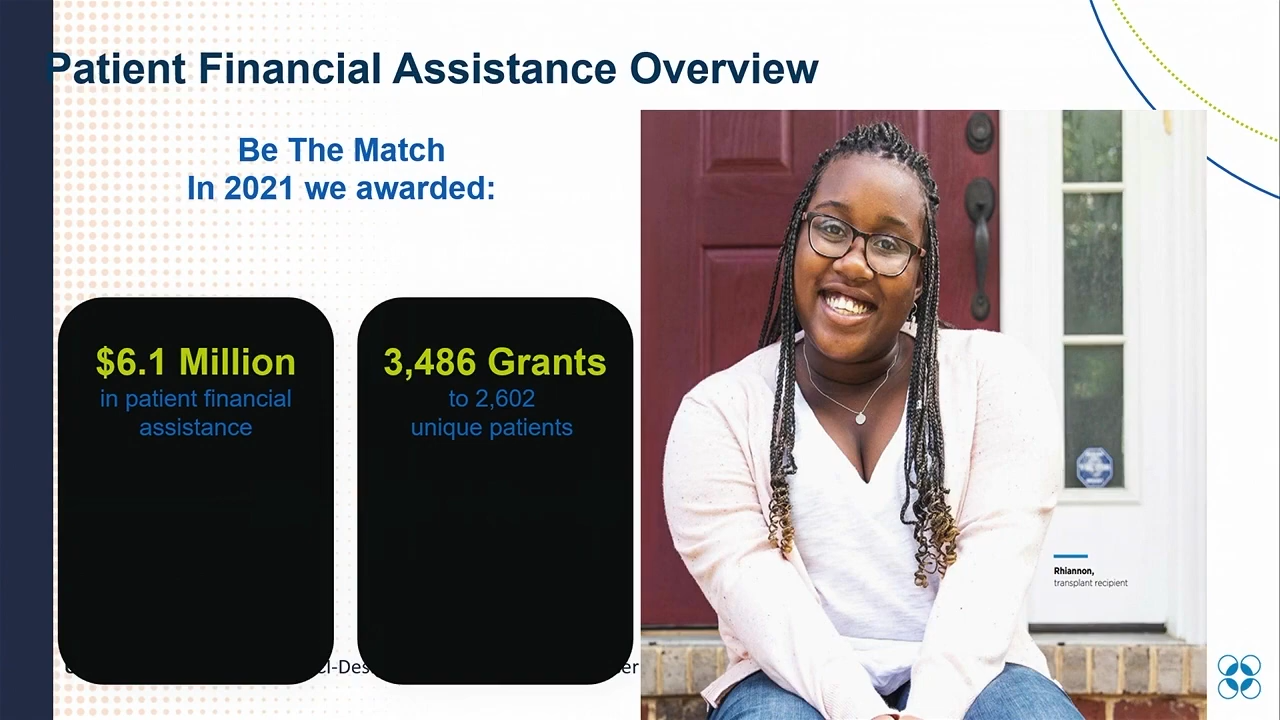 Patient Financial Assistance Overview
Be The Match
In 2021 we awarded:
$6.1 Million
in patient financial
assistance
3,486 Grants
to 2,602
unique patients
Rhiannon,
transplant recipient